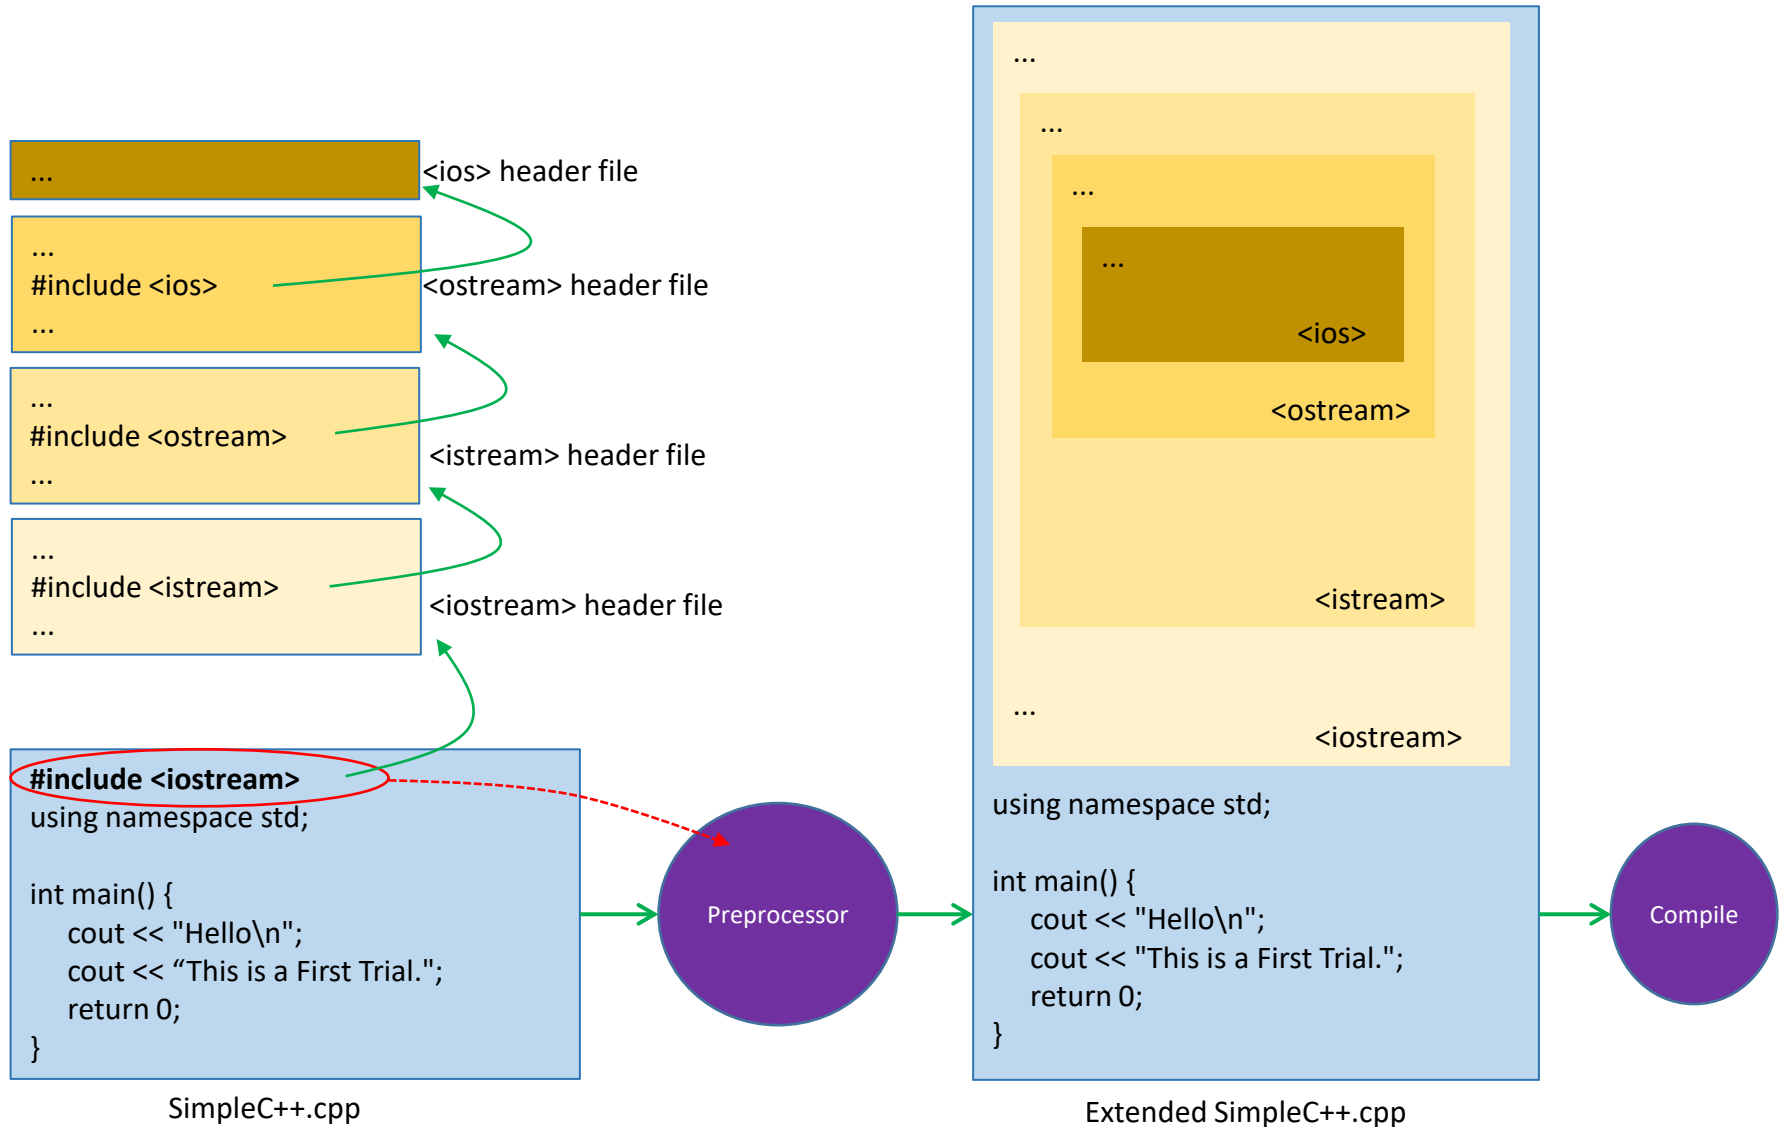 ...
<ios> header file
...
#include <ios>
...
<ostream> header file
...
#include <ostream>
...
<istream> header file
...
#include <istream>
...
<iostream> header file
#include <iostream>
using namespace std;
int main() {
cout << "Hello\n";
cout << “This is a First Trial.";
return 0;
}
SimpleC++.cpp
Preprocessor
...
...
...
...
<ios>
<ostream>
<istream>
...
<iostream>
using namespace std;
int main() {
cout << "Hello\n";
cout << "This is a First Trial.";
return 0;
}
Extended SimpleC++.cpp
Compile